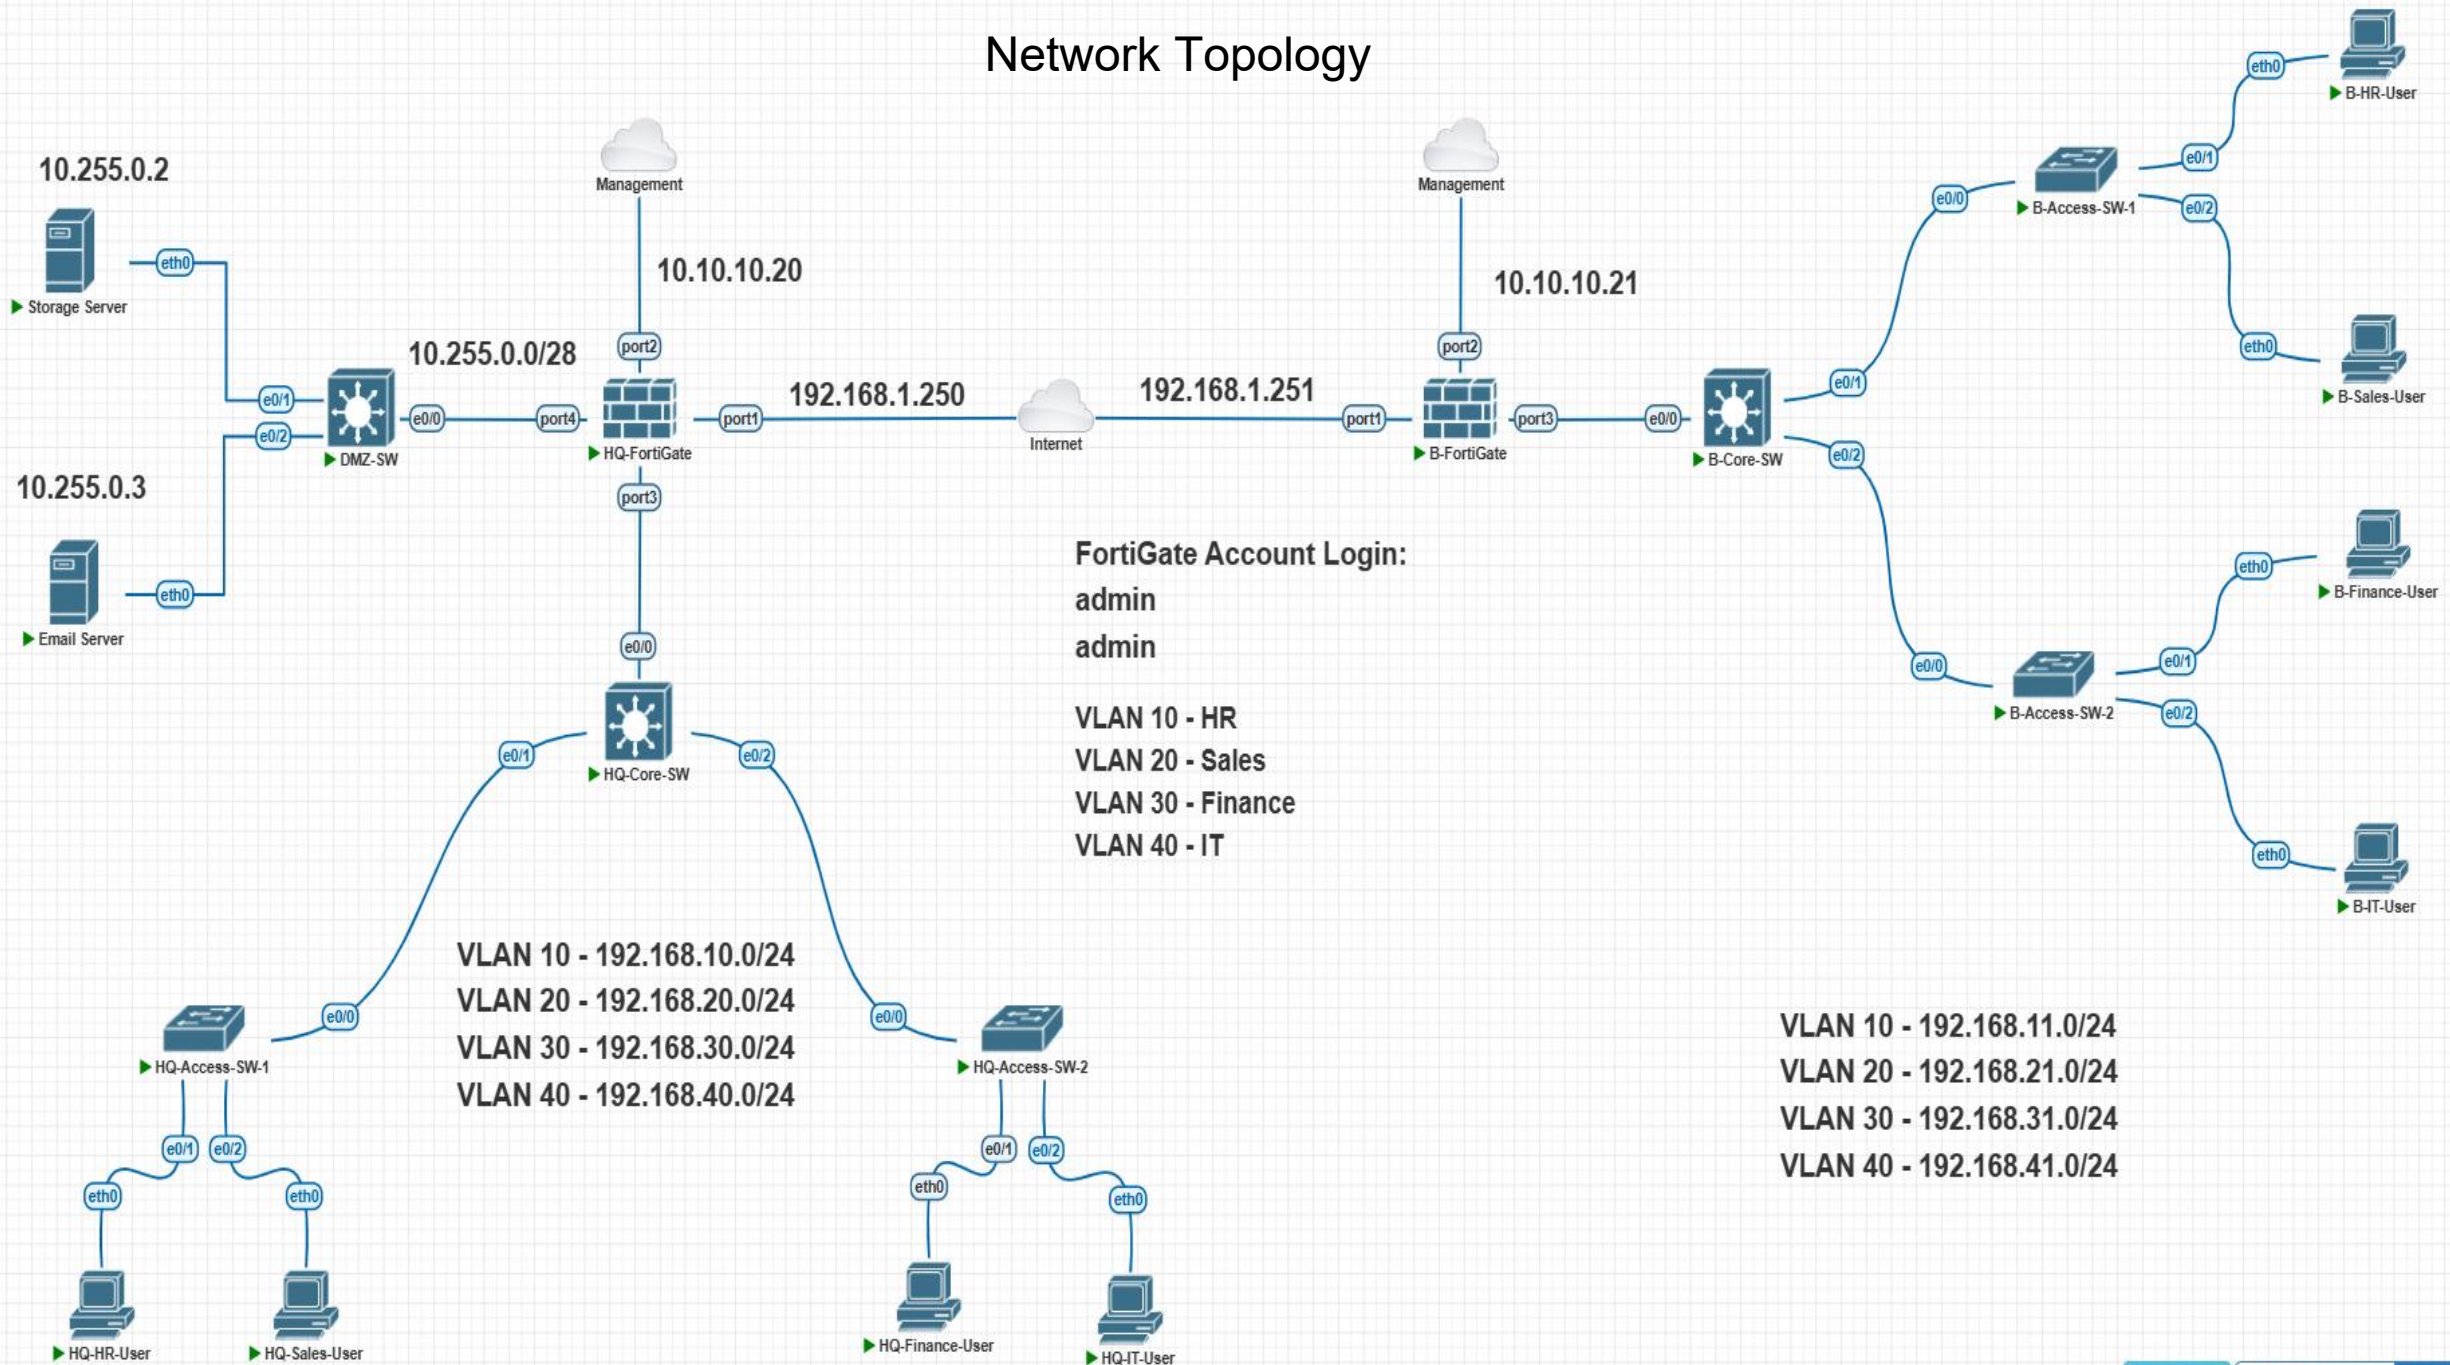 Network Topology
eth0
B-HR-User
Management
Management
10.255.0.2
e0/1
e0/0
B-Access-SW-1
e0/2
eth0
Storage Server
10.10.10.20
10.10.10.21
port2
port2
eth0
B-Sales-User
10.255.0.0/28
192.168.1.250
192.168.1.251
e0/1
e0/1
e0/2
e0/0
port4
port1
port1
port3
e0/0
DMZ-SW
HQ-FortiGate
Internet
B-FortiGate
B-Core-SW
e0/2
10.255.0.3
port3
eth0
Email Server
FortiGate Account Login:
admin
admin
eth0
B-Finance-User
e0/0
e0/0
e0/1
B-Access-SW-2
e0/2
VLAN 10 - HR
VLAN 20 - Sales
VLAN 30 - Finance
VLAN 40 - IT
e0/1
e0/2
HQ-Core-SW
eth0
B-IT-User
VLAN 10 - 192.168.10.0/24
VLAN 20 - 192.168.20.0/24
VLAN 30 - 192.168.30.0/24
VLAN 40 - 192.168.40.0/24
e0/0
e0/0
HQ-Access-SW-1
HQ-Access-SW-2
VLAN 10 - 192.168.11.0/24
VLAN 20 - 192.168.21.0/24
VLAN 30 - 192.168.31.0/24
VLAN 40 - 192.168.41.0/24
e0/1
e0/2
e0/1
e0/2
eth0
eth0
eth0
eth0
HQ-HR-User
HQ-Sales-User
HQ-Finance-User
HQ-IT-User